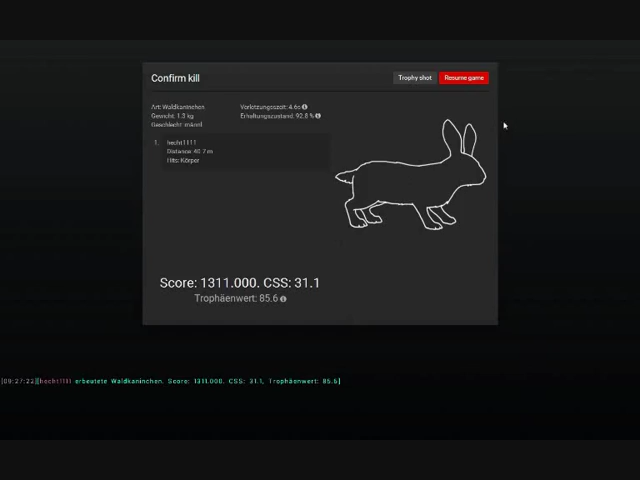 Confirm kill
Trophy shot
Resume game
Art: Waldkaninchen
Verletzungszeit: 4.6s
Gewicht: 1.3 kg
Erhaltungszustand: 92.8 %
Geschlecht: männl.
1. hecht1111
Distance: 40.7 m
Hits: Körper
Score: 1311.000. CSS: 31.1
Trophäenwert: 85.6
[09:27:22][hecht1111 erbeutete Waldkaninchen. Score: 1311.000. CSS: 31.1, Trophäenwert: 85.6]